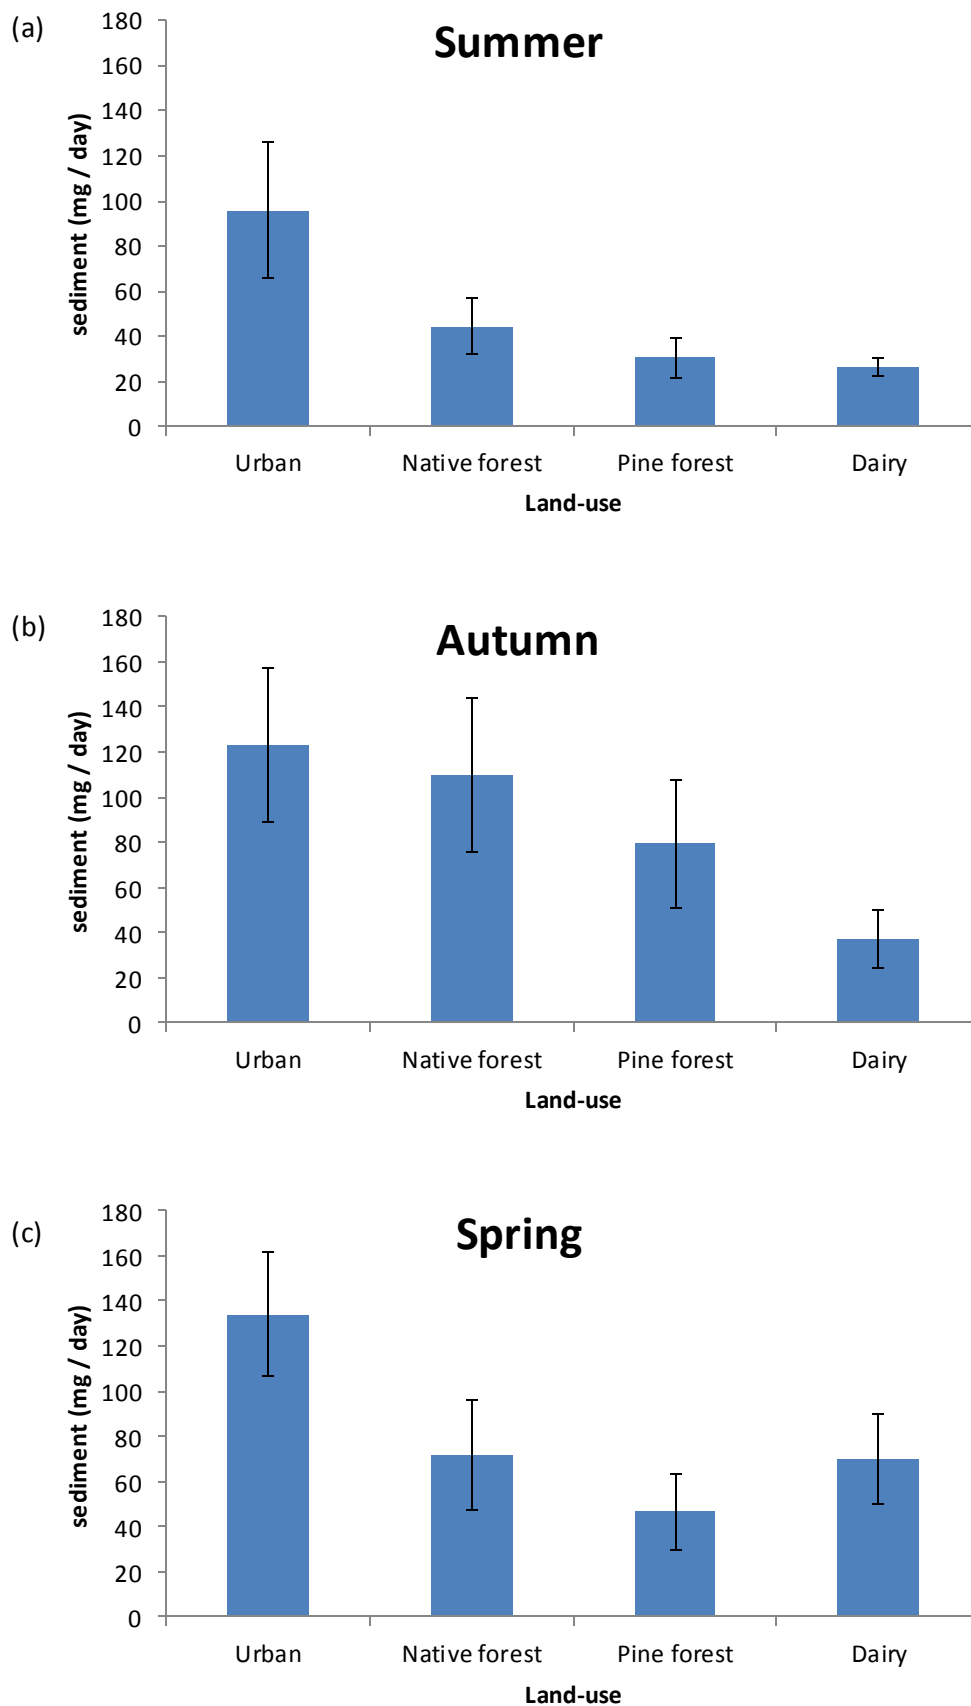 (a)
Summer
sediment (mg / day)
180
160
140
120
100
80
60
40
20
0
Urban Native forest Pine forest Dairy
Land-use
(b)
Autumn
sediment (mg / day)
180
160
140
120
100
80
60
40
20
0
Urban Native forest Pine forest Dairy
Land-use
(c)
Spring
sediment (mg / day)
180
160
140
120
100
80
60
40
20
0
Urban Native forest Pine forest Dairy
Land-use